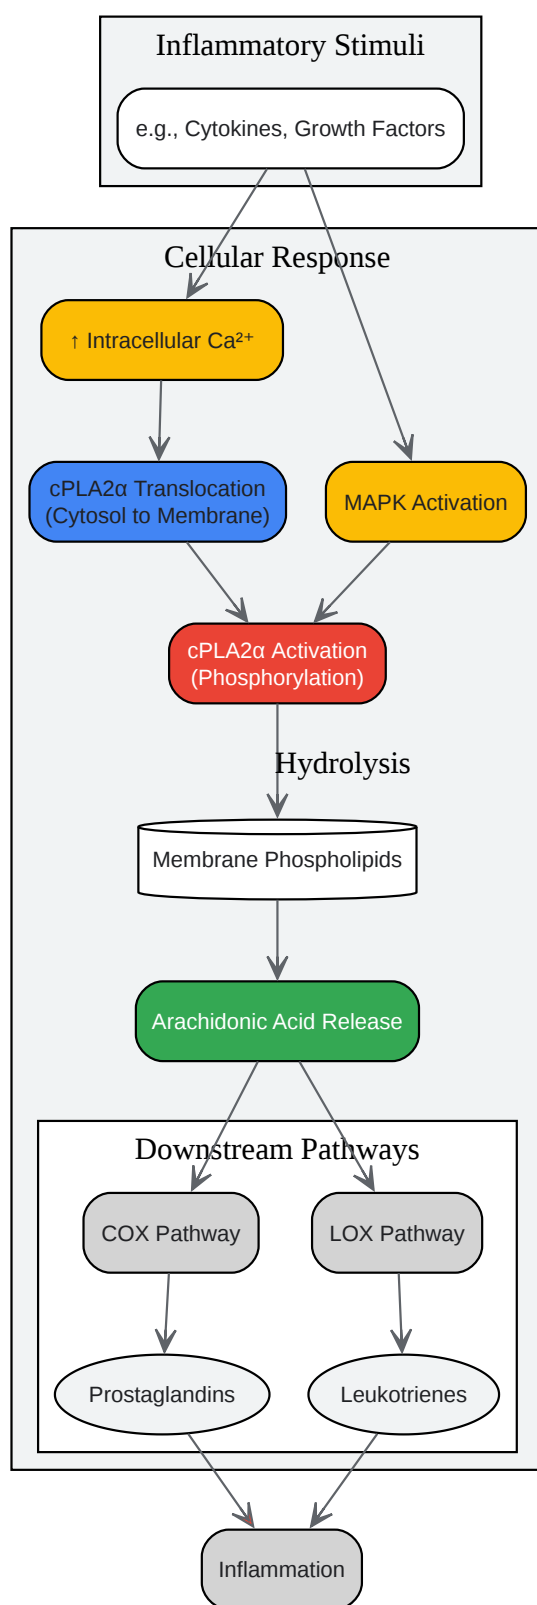 Inflammatory Stimuli
e.g., Cytokines, Growth Factors
Cellular Response
↑ Intracellular Ca²⁺
cPLA2α Translocation
(Cytosol to Membrane)
MAPK Activation
cPLA2α Activation
(Phosphorylation)
Hydrolysis
Membrane Phospholipids
Arachidonic Acid Release
Downstream Pathways
COX Pathway
LOX Pathway
Prostaglandins
Leukotrienes
Inflammation